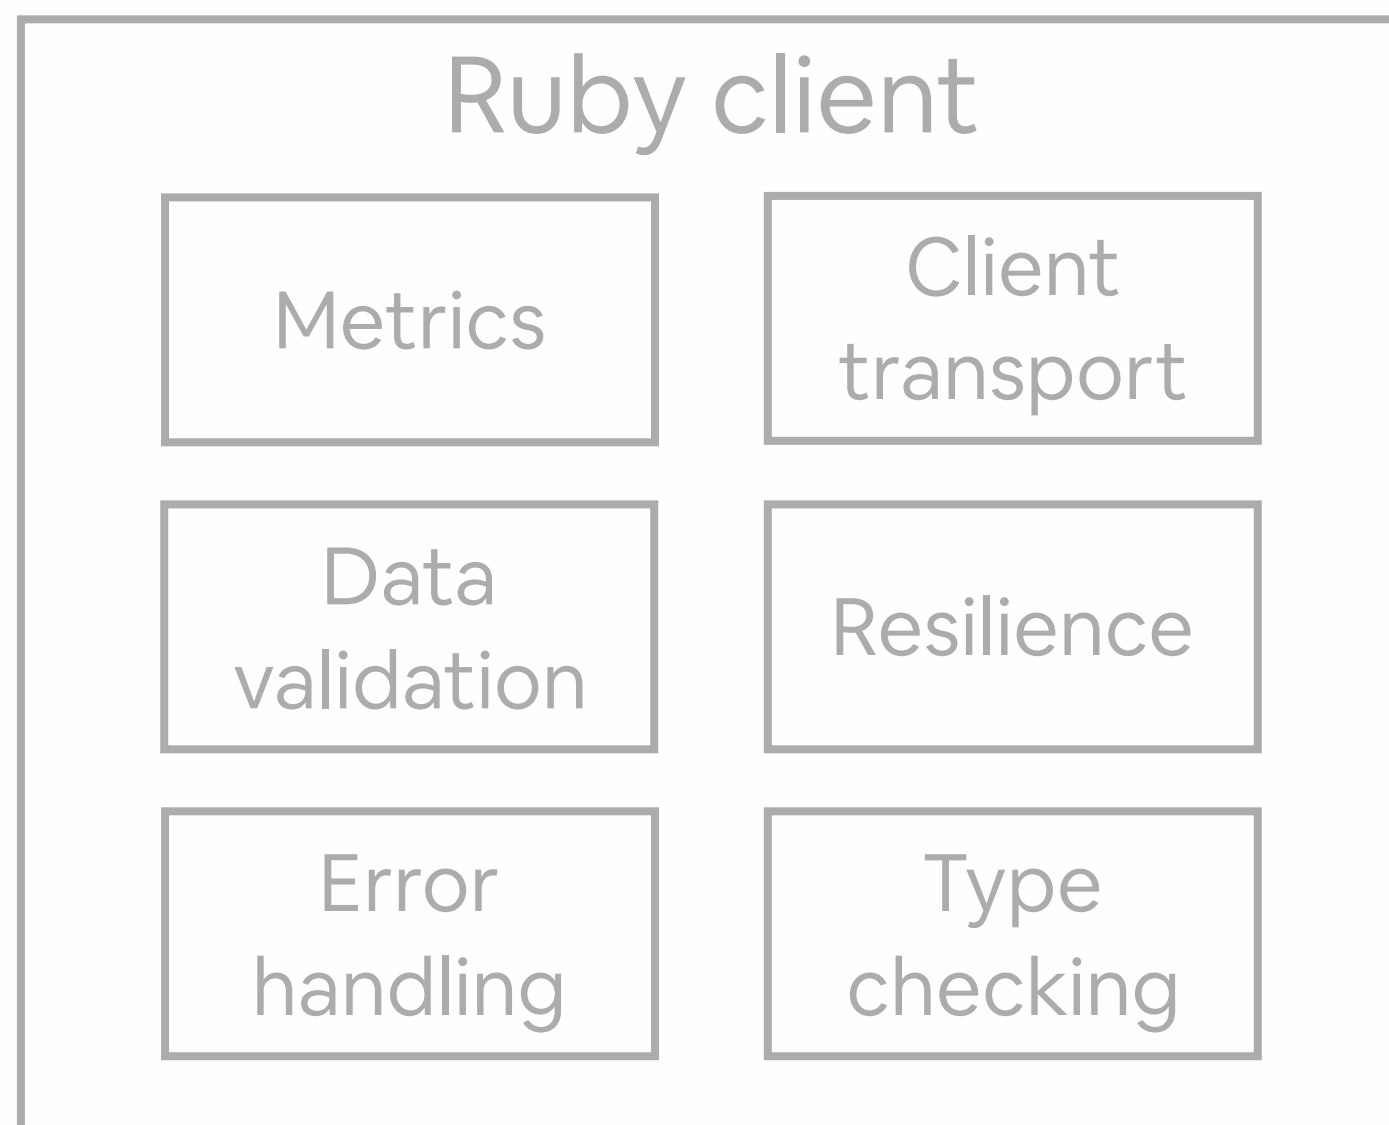 Ruby client
Metrics
Client
transport
Data
validation
Resilience
Error
handling
Type
checking